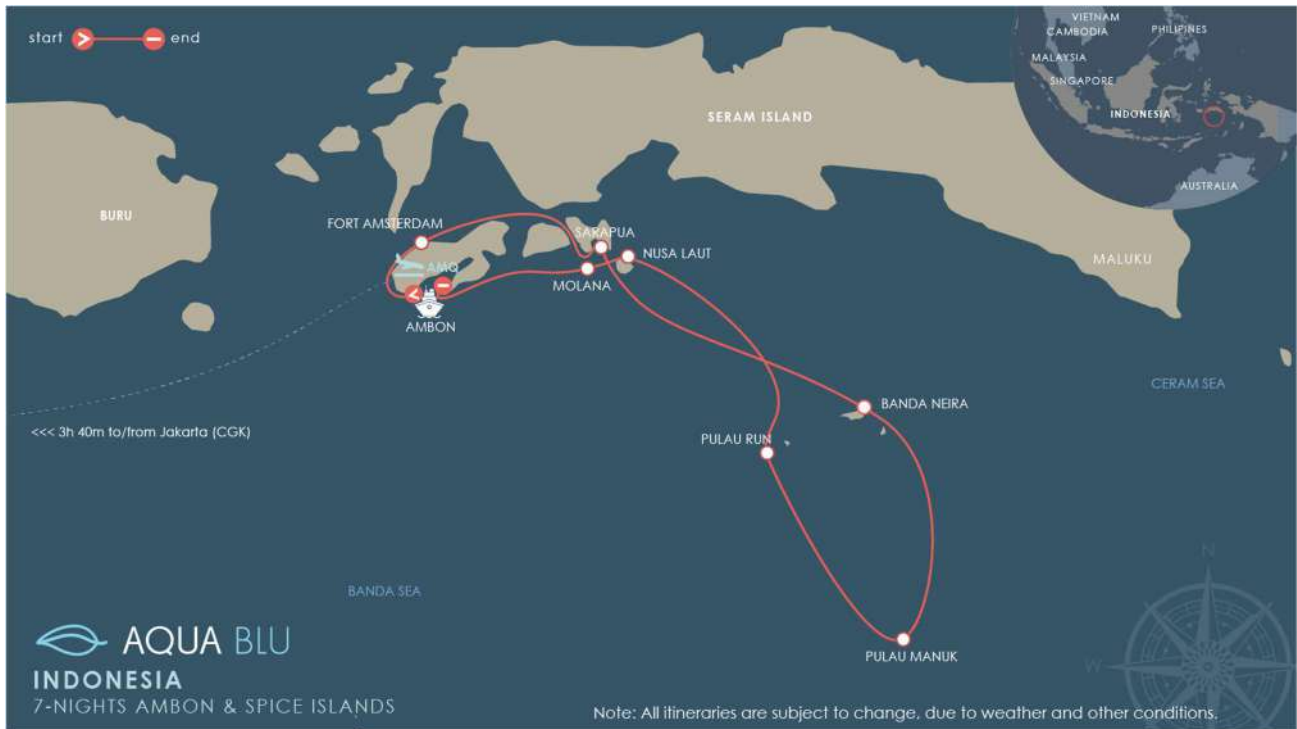 start
end
VIETNAM
CAMBODIA
PHILIPINES
MALAYSIA
SINGAPORE
INDONESIA
AUSTRALIA
SERAM ISLAND
BURU
FORT AMSTERDAM
SARAPUA
NUSA LAUT
AMQ
MOLANA
MALUKU
AMBON
CERAM SEA
BANDA NEIRA
<<< 3h 40m to/from Jakarta (CGK)
PULAU RUN
BANDA SEA
N
W
AQUA BLU
PULAU MANUK
INDONESIA
7-NIGHTS AMBON & SPICE ISLANDS
Note: All itineraries are subject to change, due to weather and other conditions.